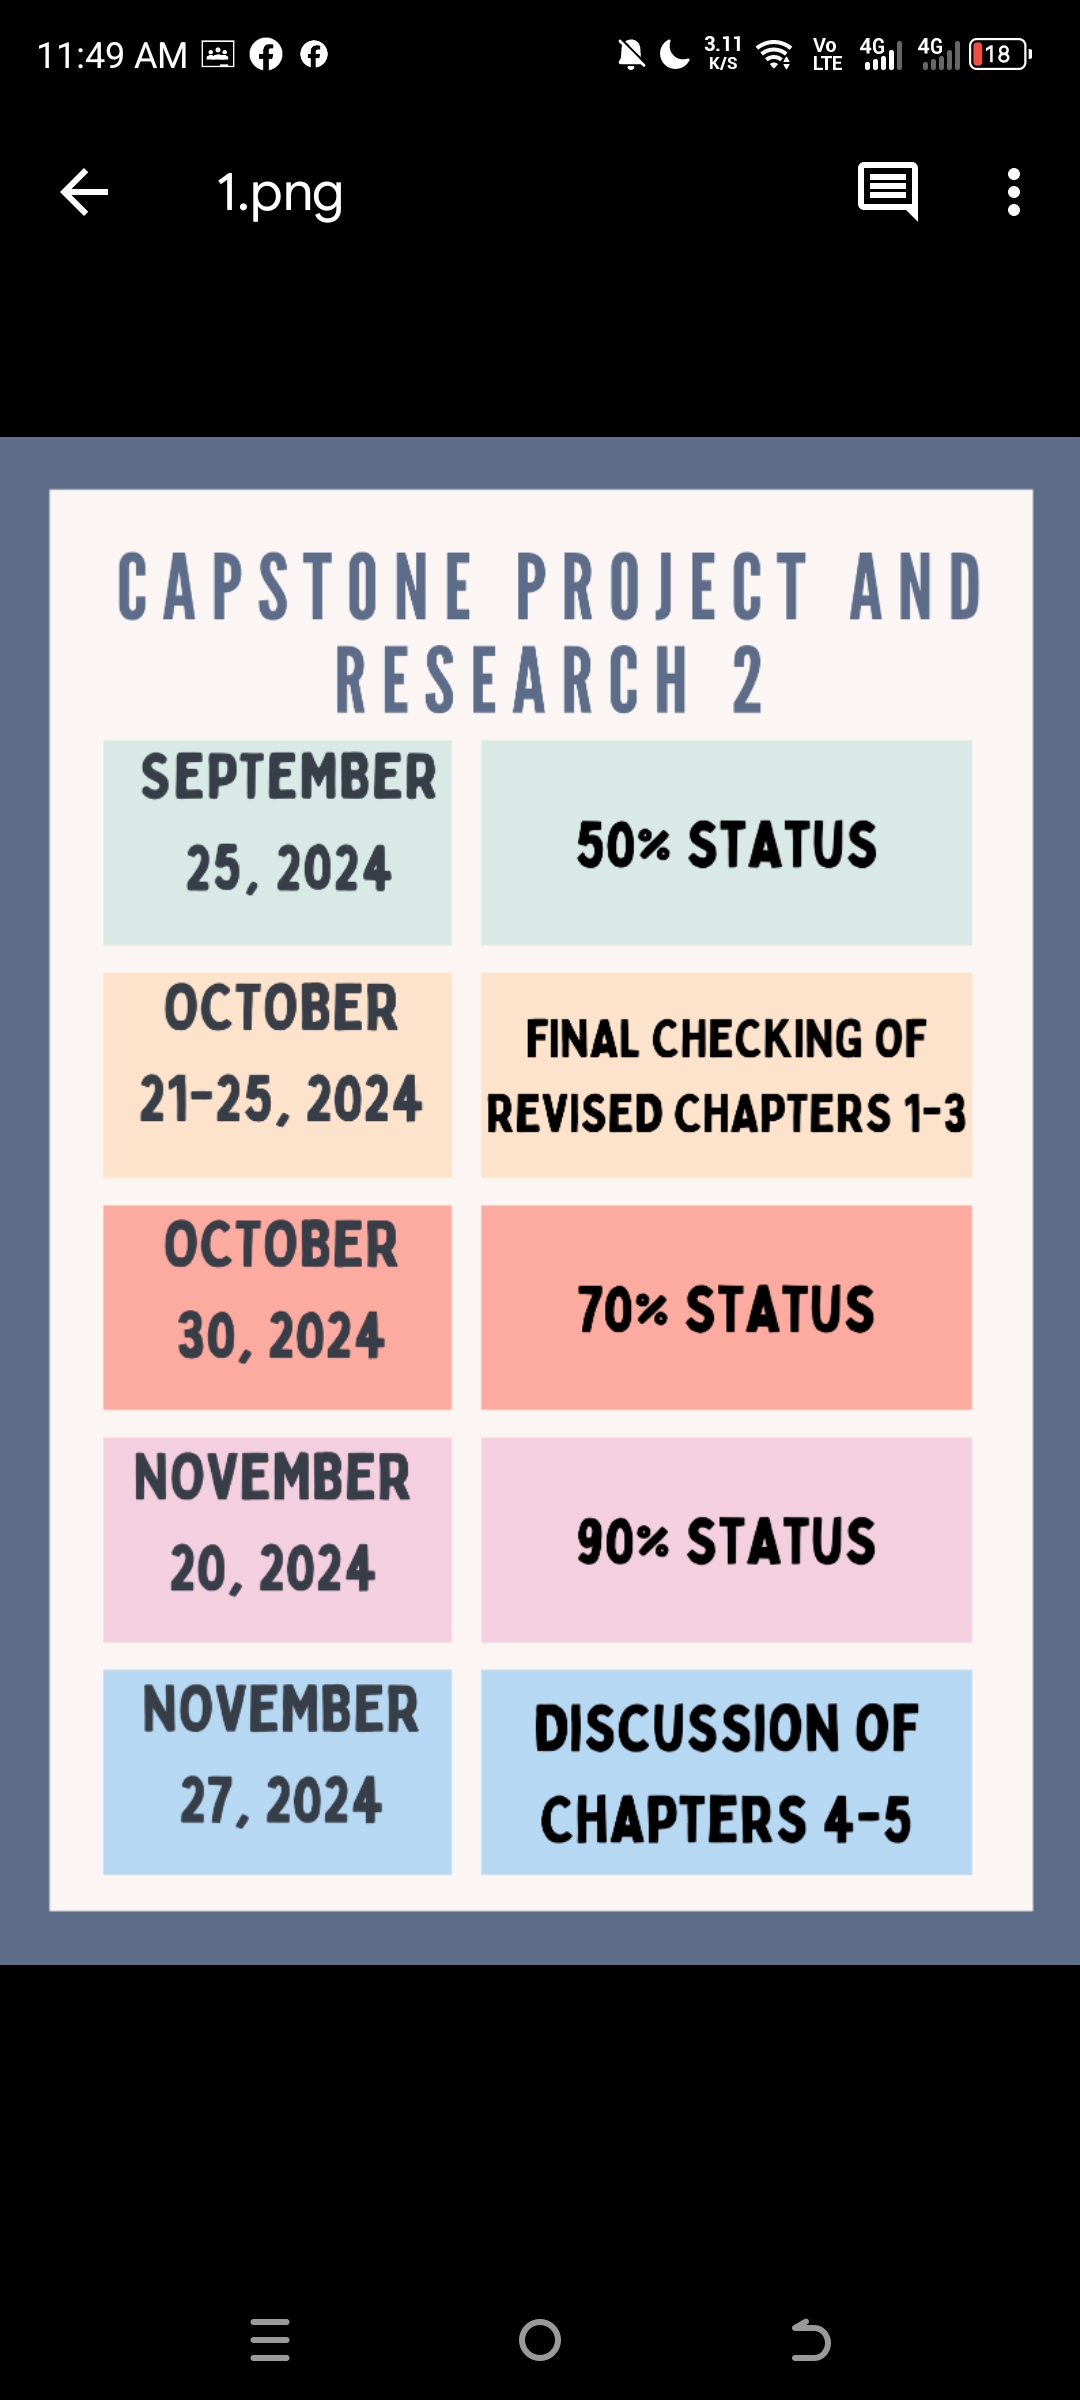 11:49 AM
3.11
K/S
Vo
LTE
4G
4G
18
1.png
CAPSTONE PROJECT AND
RESEARCH 2
SEPTEMBER
25, 2024
50% STATUS
OCTOBER
21-25, 2024
FINAL CHECKING OF
REVISED CHAPTERS 1-3
OCTOBER
30, 2024
70% STATUS
NOVEMBER
20, 2024
90% STATUS
NOVEMBER
27, 2024
DISCUSSION OF
CHAPTERS 4-5